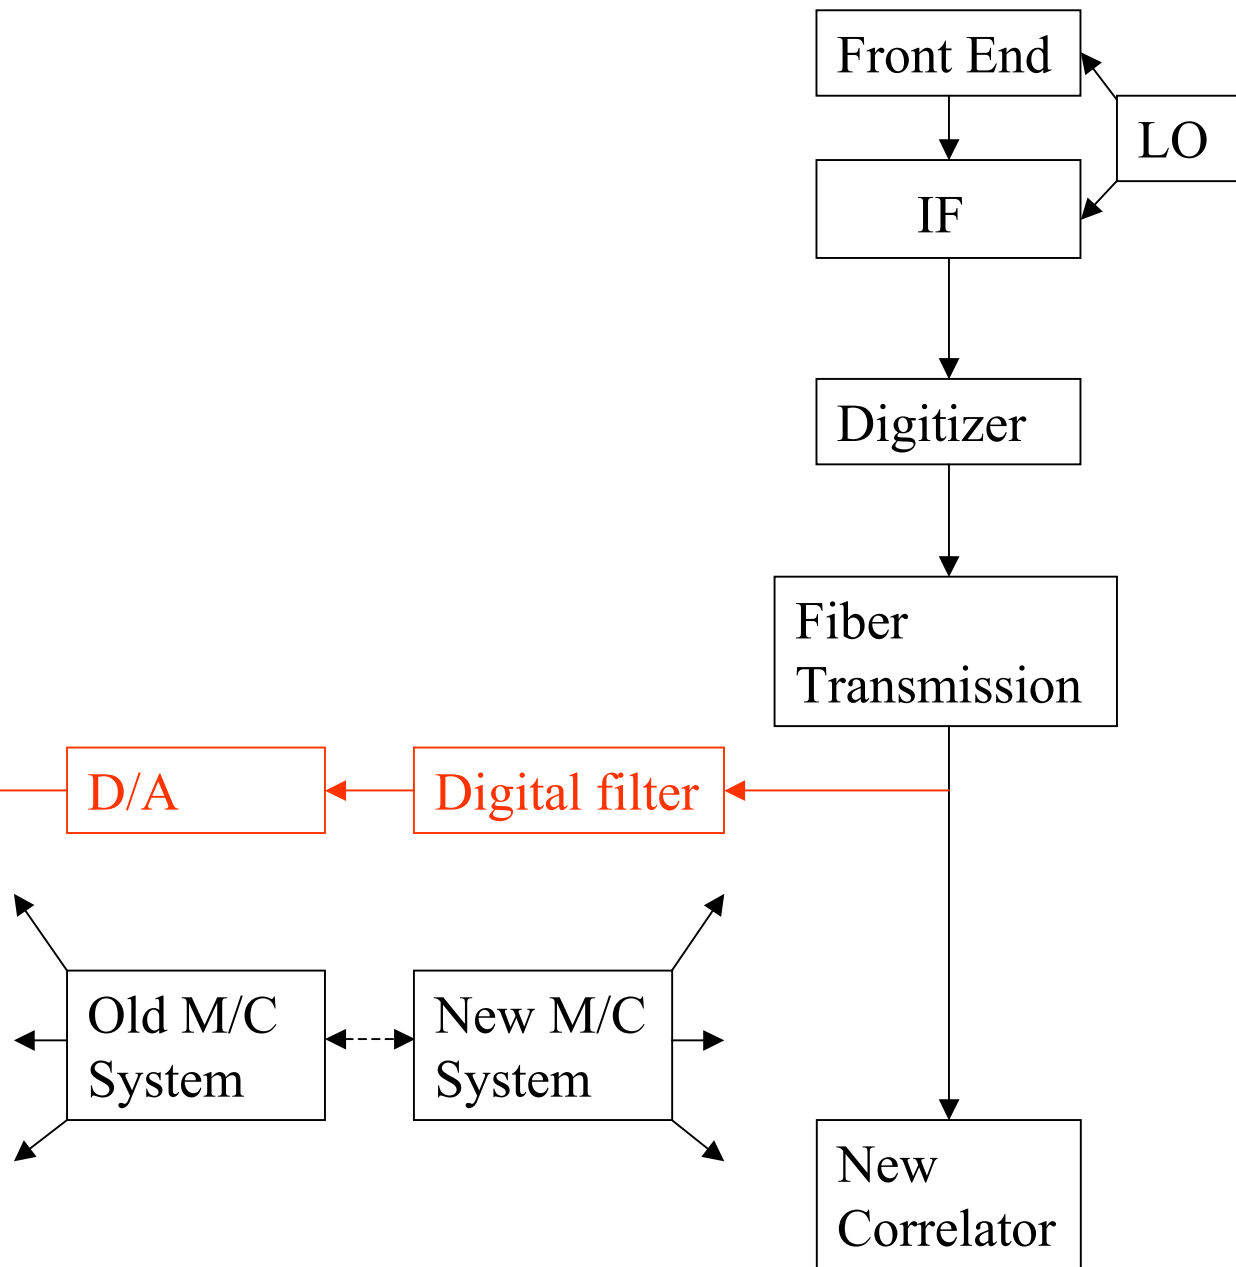 Front End
LO
IF
Digitizer
Fiber
Transmission
D/A
Digital filter
Old M/C
System
New M/C
System
New
Correlator